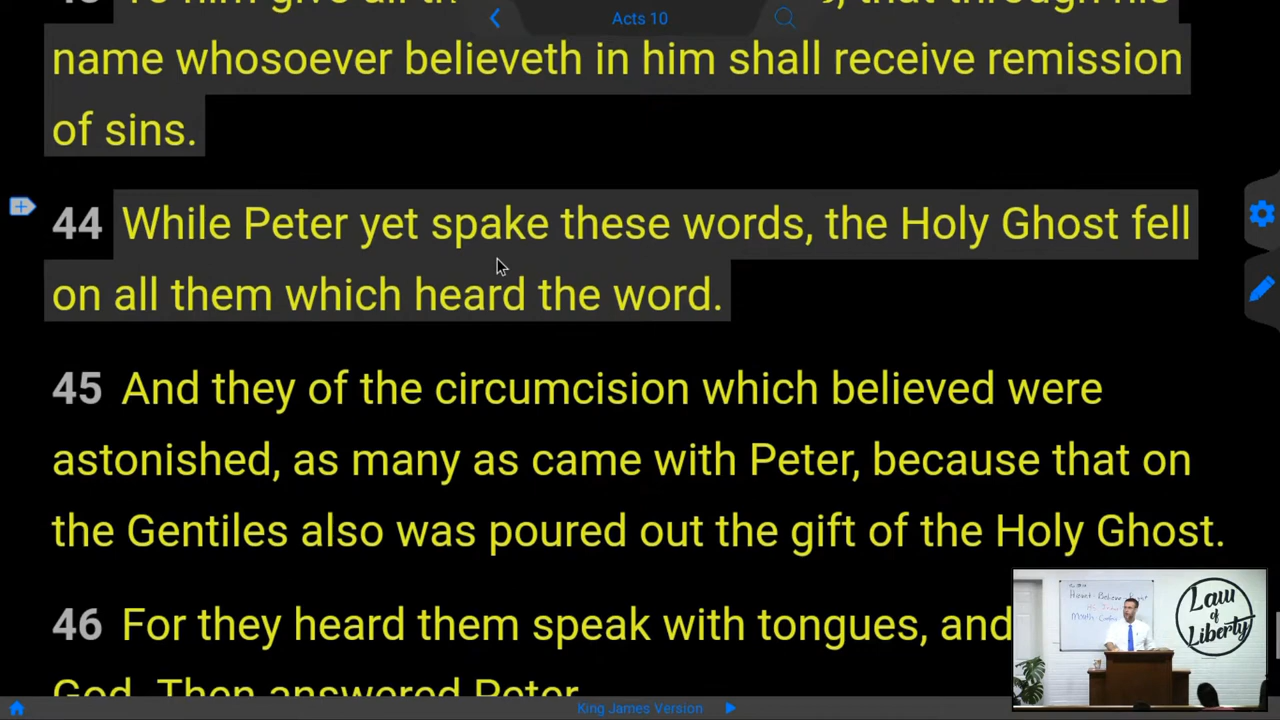 Acts 10
name whosoever believeth in him shall receive remission
of sins.
44 While Peter yet spake these words, the Holy Ghost fell
on all them which heard the word.
45 And they of the circumcision which believed were
astonished, as many as came with Peter, because that on
the Gentiles also was poured out the gift of the Holy Ghost.
46 For they heard them speak with tongues, and
God. Then answered Peter,
King James Version
Law
of
Liberty